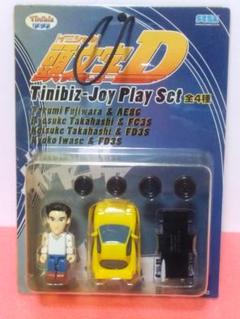 Tinibiz
SEGA
頭文字D
Tinibiz-Joy Play Set 全4種
Takumi Fujiwara & AE86
Ryosuke Takahashi & FC3S
Keisuke Takahashi & FD3S
Kyoko Iwase & FD3S